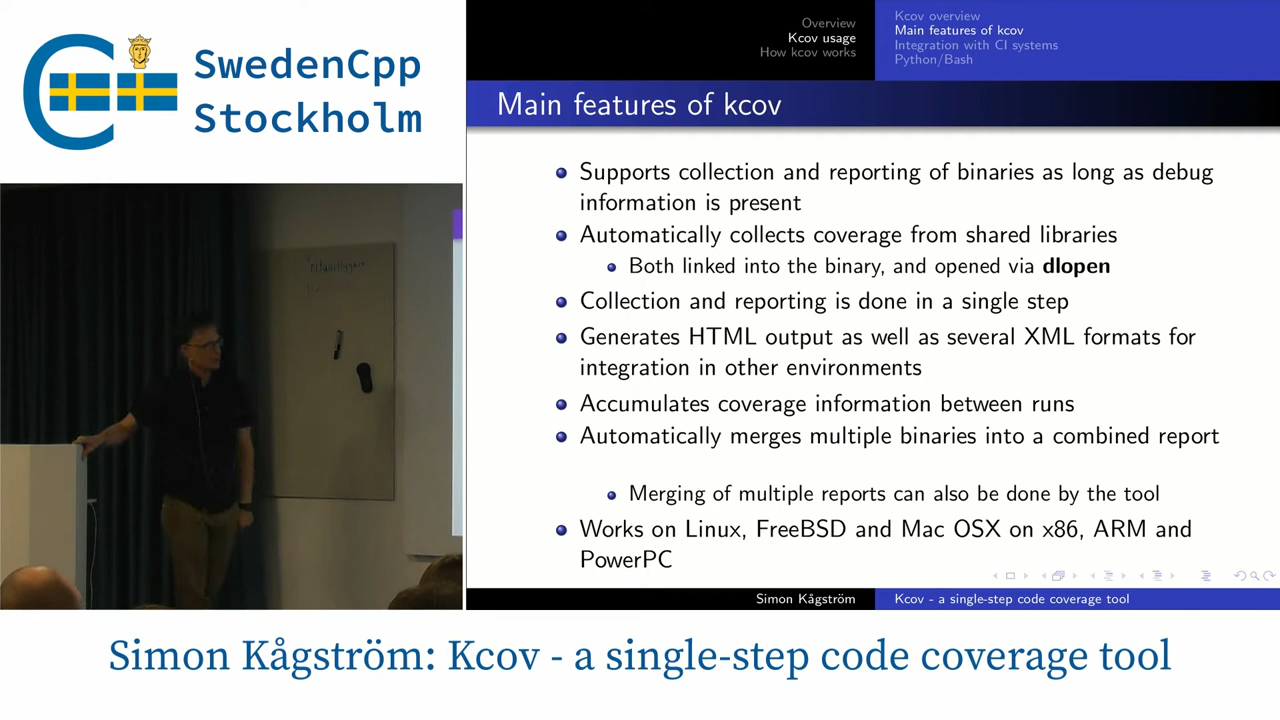 SwedenCpp
Stockholm
Overview
Kcov usage
How kcov works
Kcov overview
Main features of kcov
Integration with CI systems
Python/Bash
Main features of kcov
Supports collection and reporting of binaries as long as debug
information is present
Automatically collects coverage from shared libraries
Both linked into the binary, and opened via dlopen
Collection and reporting is done in a single step
Generates HTML output as well as several XML formats for
integration in other environments
Accumulates coverage information between runs
Automatically merges multiple binaries into a combined report
Merging of multiple reports can also be done by the tool
Works on Linux, FreeBSD and Mac OSX on x86, ARM and
PowerPC
Simon Kågström
Kcov - a single-step code coverage tool
Simon Kågström: Kcov - a single-step code coverage tool